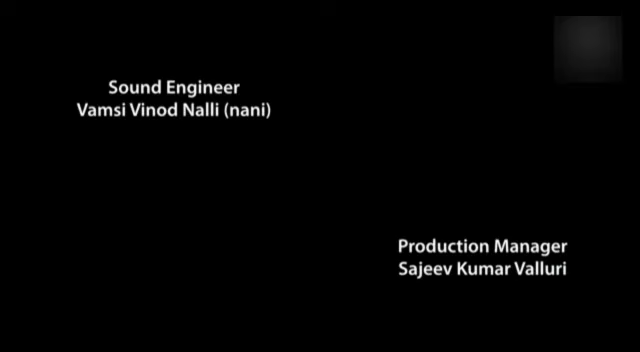 Sound Engineer
Vamsi Vinod Nalli (nani)
Production Manager
Sajeev Kumar Valluri